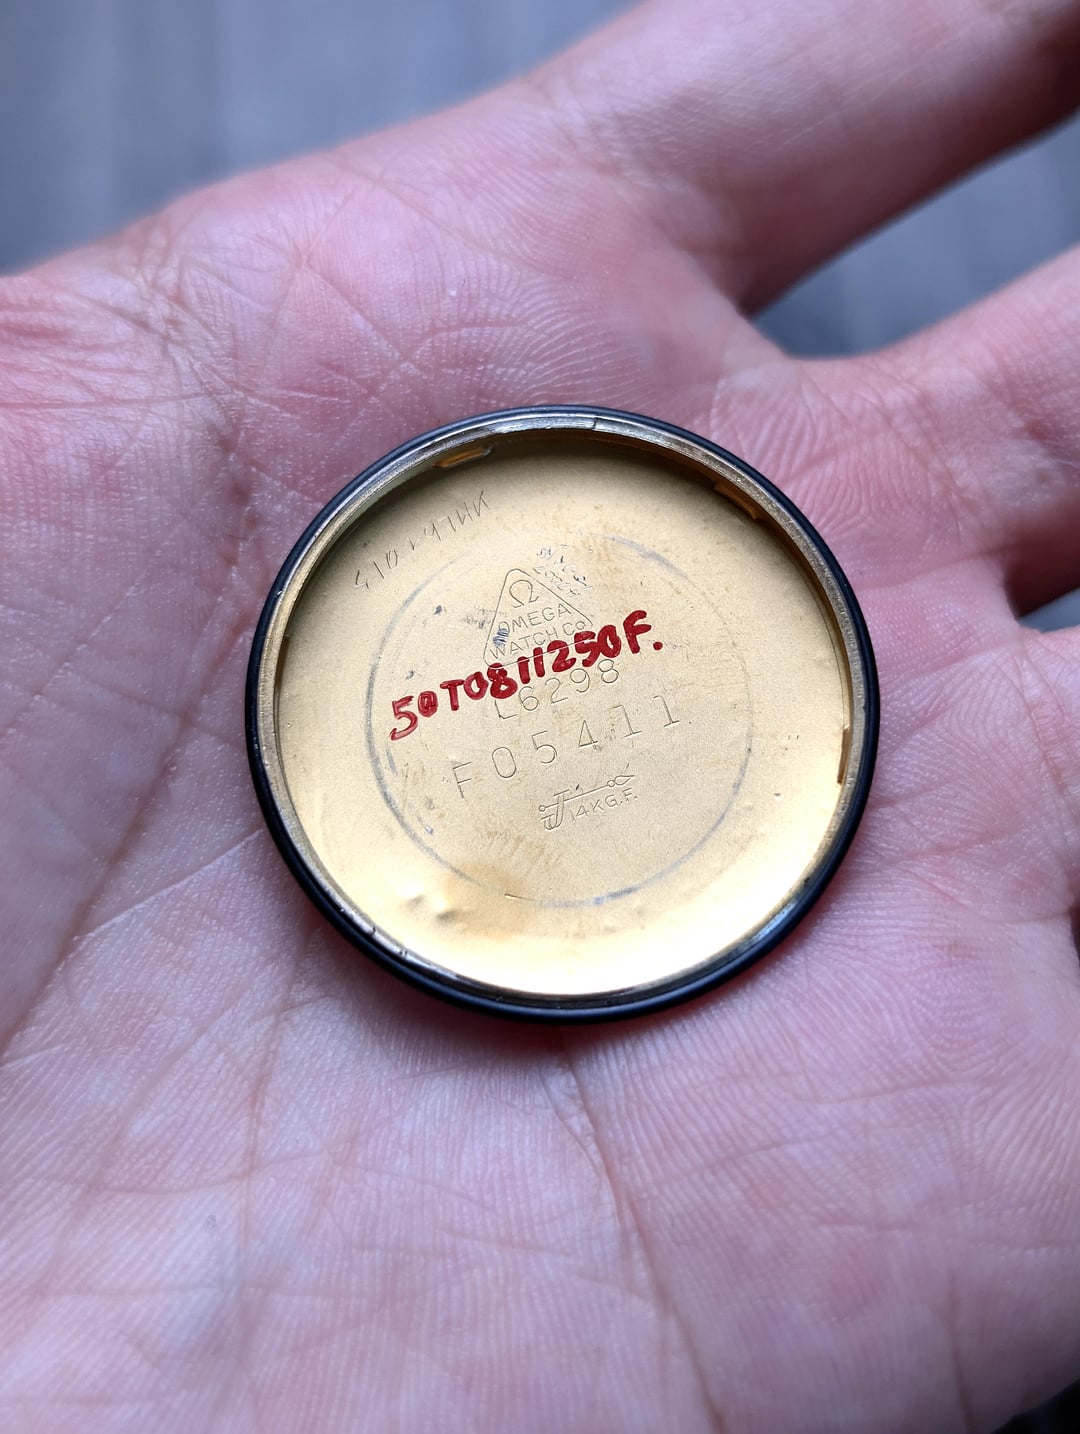 Ω
OMEGA
WATCH Co
50T0811250F.
L6298
F05411
14K G.F.